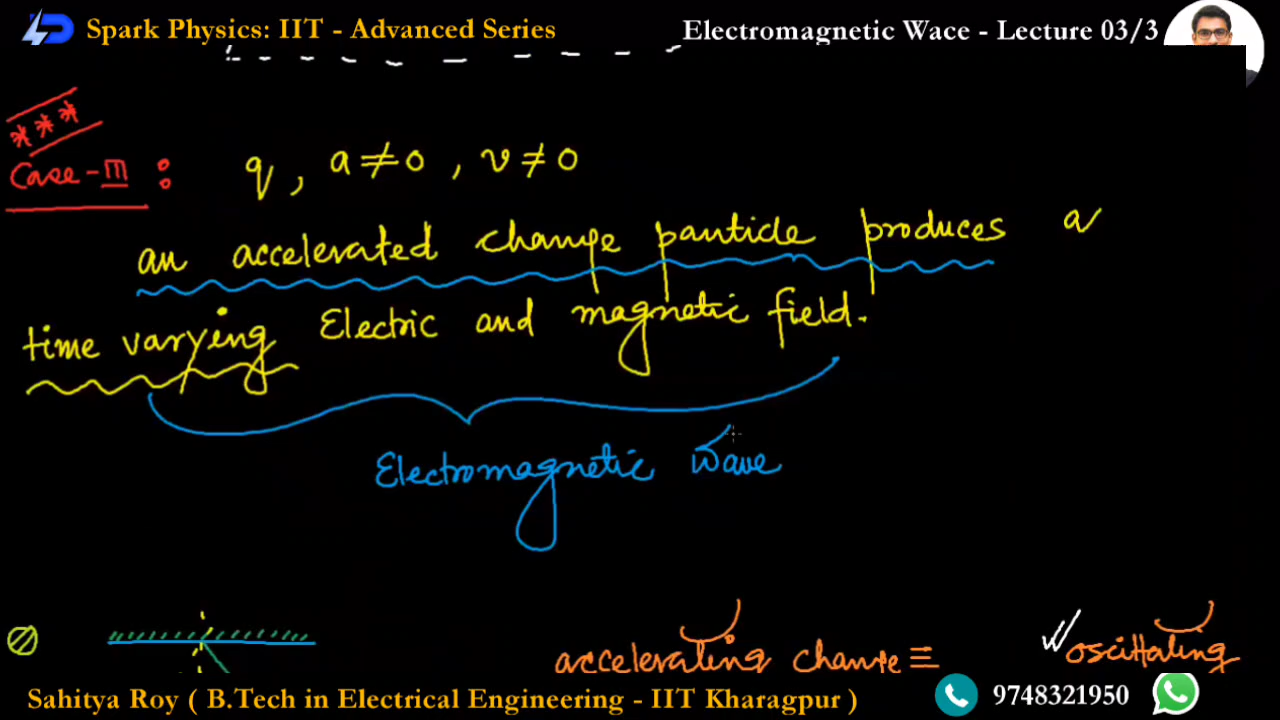 Spark Physics: IIT - Advanced Series
Electromagnetic Wace - Lecture 03/3
***
Case-III :
q, a≠0, v≠0
an accelerated charge particle produces a
time varying Electric and magnetic field.
Electromagnetic Wave
accelerating charge ≡
oscillating
Sahitya Roy ( B.Tech in Electrical Engineering - IIT Kharagpur )
9748321950